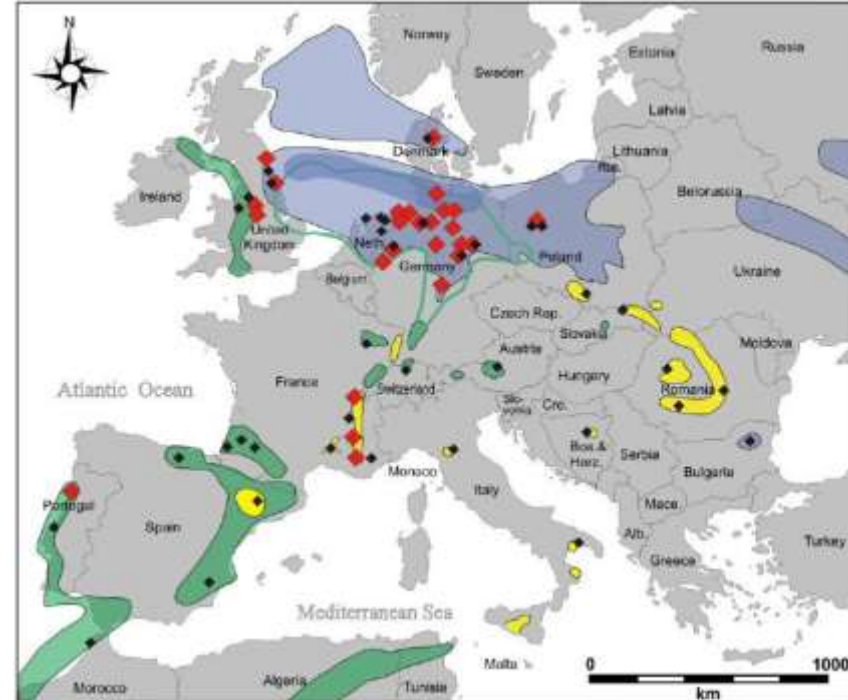 N
Norway
Sweden
Estonia
Russia
Latvia
Lithuania
Rus.
Denmark
Belorussia
Ireland
United
Kingdom
Neth.
Germany
Poland
Belgium
Ukraine
Czech Rep.
Slovakia
Moldova
Austria
Atlantic Ocean
France
Switzerland
Hungary
Romania
Slo-
venia
Cro.
Bos.&
Herz.
Serbia
Monaco
Bulgaria
Italy
Portugal
Spain
Mace.
Alb.
Turkey
Greece
Mediterranean Sea
Malta
0
1000
km
Morocco
Algeria
Tunisia